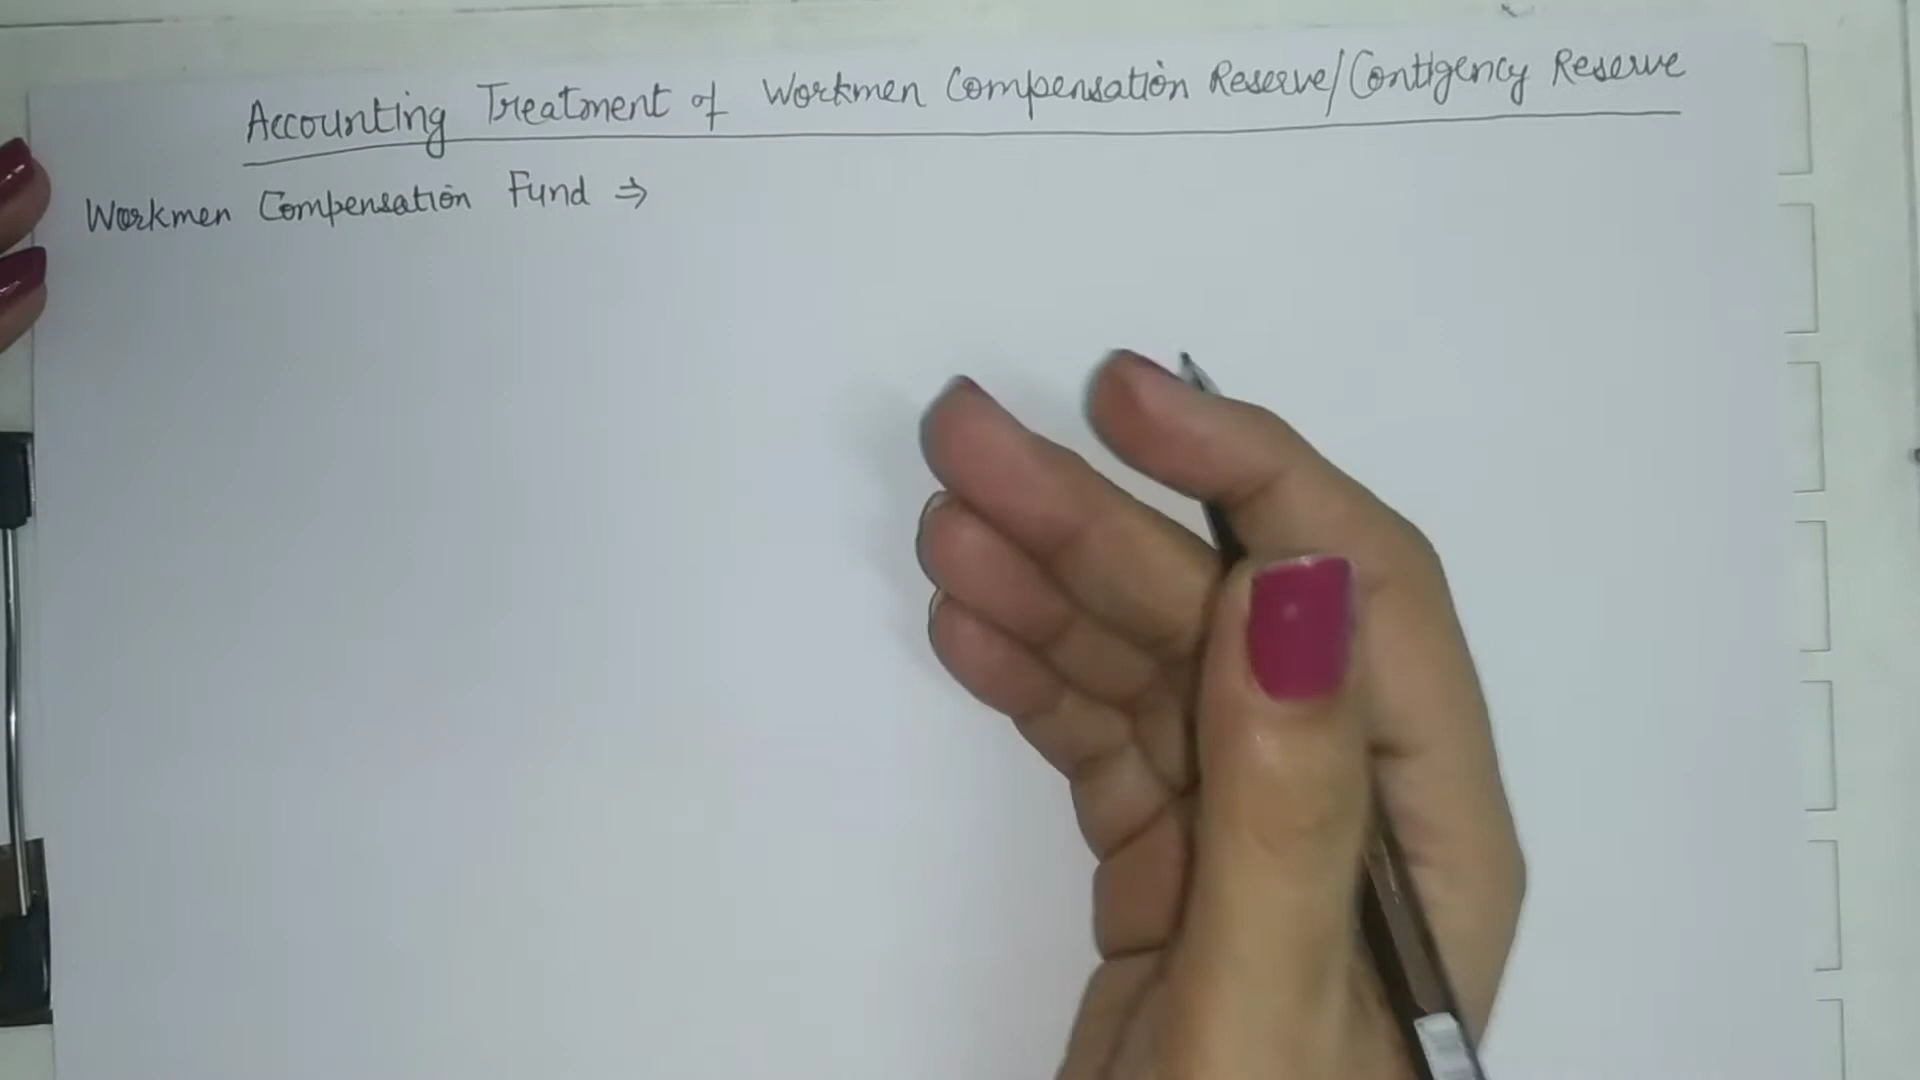 Accounting Treatment of Workmen Compensation Reserve/Contigency Reserve
Workmen Compensation Fund ⇒